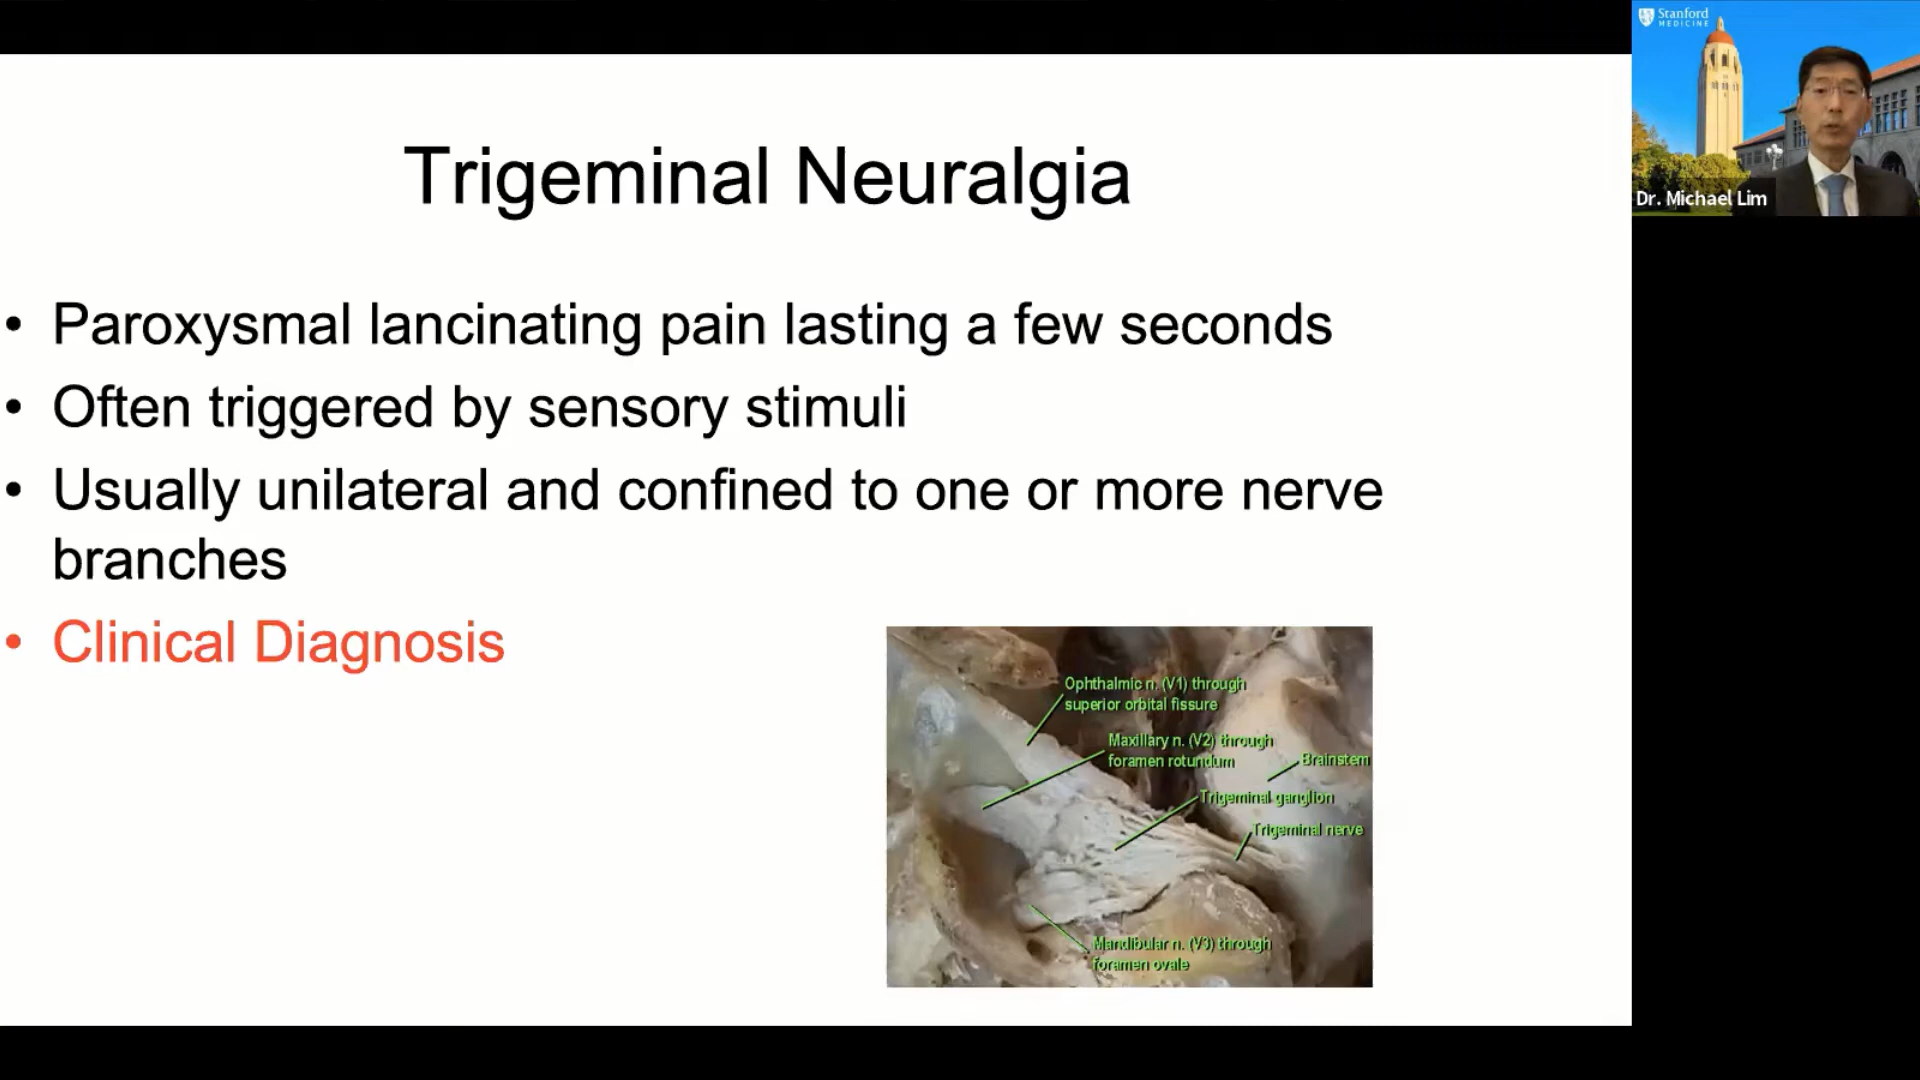 Stanford
MEDICINE
Dr. Michael Lim
Trigeminal Neuralgia
• Paroxysmal lancinating pain lasting a few seconds
• Often triggered by sensory stimuli
• Usually unilateral and confined to one or more nerve
branches
• Clinical Diagnosis
Ophthalmic n. (V1) through
superior orbital fissure
Maxillary n. (V2) through
foramen rotundum
Brainstem
Trigeminal ganglion
Trigeminal nerve
Mandibular n. (V3) through
foramen ovale